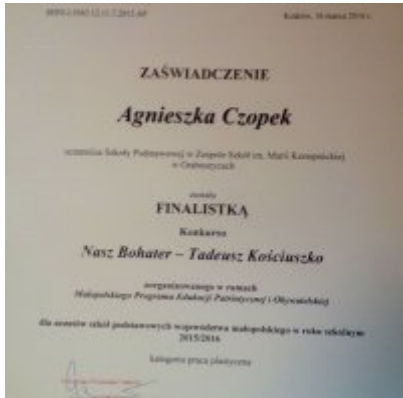 Kraków, 16 marca 2016 r.
ZAŚWIADCZENIE
Agnieszka Czopek
uczennica Szkoły Podstawowej w Zespole Szkół im. Marii Konopnickiej
w
została
FINALISTKĄ
Konkursu
Nasz Bohater – Tadeusz Kościuszko
zorganizowanego w ramach
Małopolskiego Programu Edukacji Patriotycznej i Obywatelskiej
dla uczniów szkół podstawowych województwa małopolskiego w roku szkolnym
2015/2016
kategoria praca plastyczna